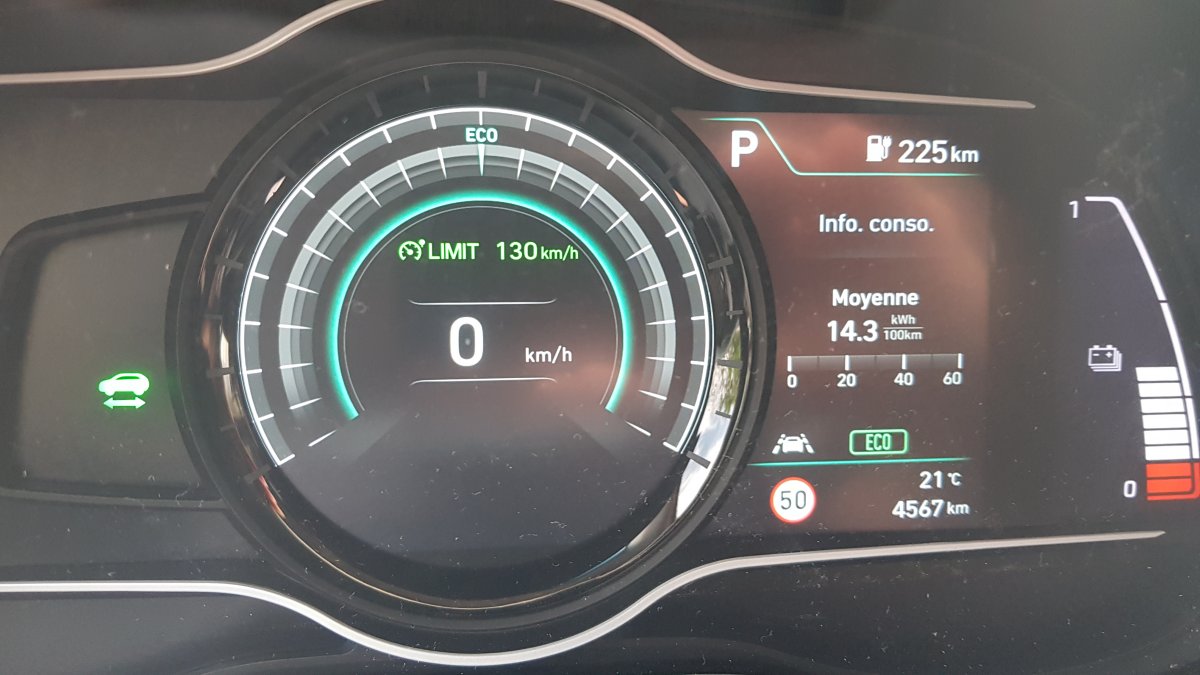 ECO
LIMIT 130 km/h
0 km/h
P 225 km
Info. conso.
Moyenne
14.3 kWh
100km
0 20 40 60
ECO
50 21 °C
4567 km
1
0